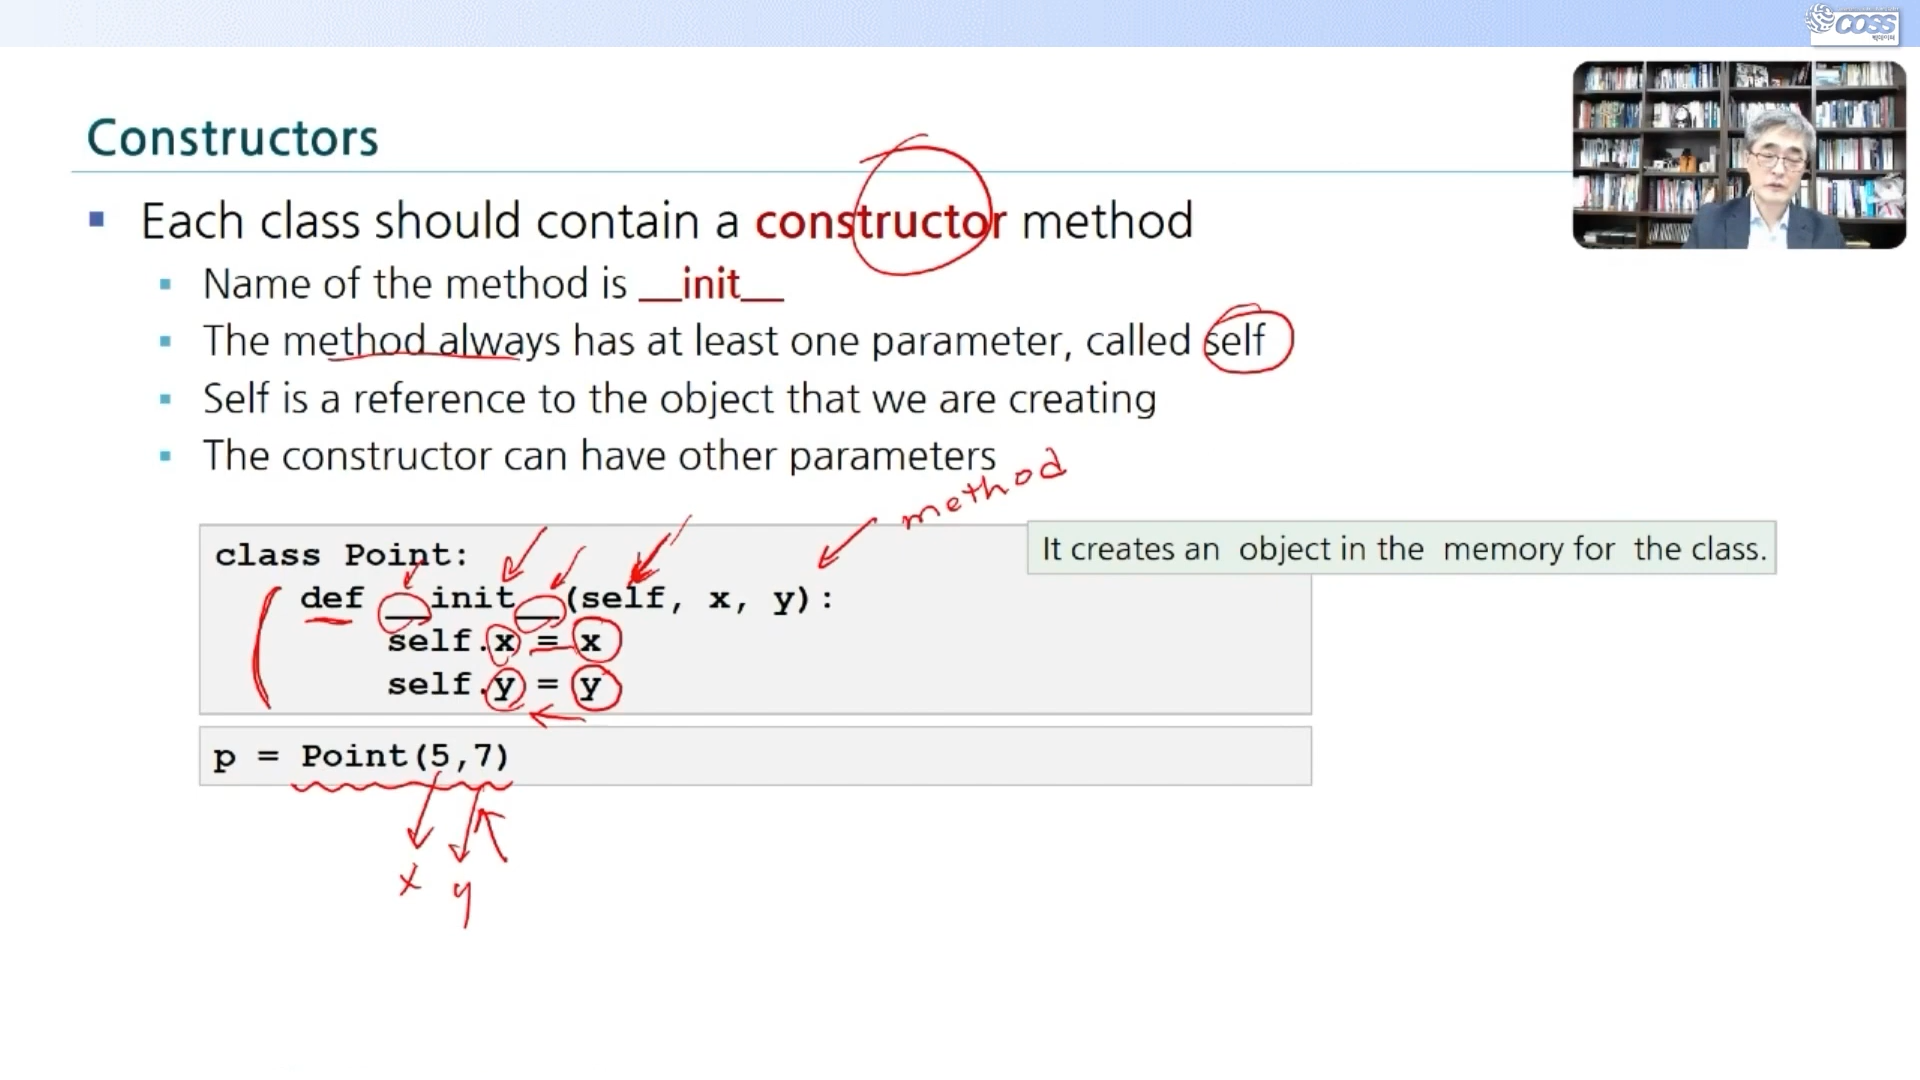 COSS
Constructors
Each class should contain a constructor method
Name of the method is __init__
The method always has at least one parameter, called self
Self is a reference to the object that we are creating
The constructor can have other parameters
method
It creates an object in the memory for the class.
class Point:
def __init__(self, x, y):
self.x = x
self.y = y
p = Point(5,7)
x y